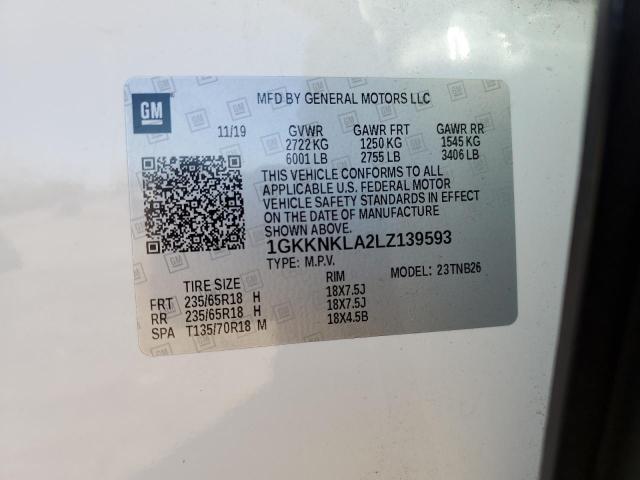 GM
MFD BY GENERAL MOTORS LLC
11/19 GVWR GAWR FRT GAWR RR
2722 KG 1250 KG 1545 KG
6001 LB 2755 LB 3406 LB
THIS VEHICLE CONFORMS TO ALL
APPLICABLE U.S. FEDERAL MOTOR
VEHICLE SAFETY STANDARDS IN EFFECT
ON THE DATE OF MANUFACTURE
SHOWN ABOVE.
1GKKNKLA2LZ139593
TYPE: M.P.V. MODEL: 23TNB26
TIRE SIZE RIM
FRT 235/65R18 H 18X7.5J
RR 235/65R18 H 18X7.5J
SPA T135/70R18 M 18X4.5B